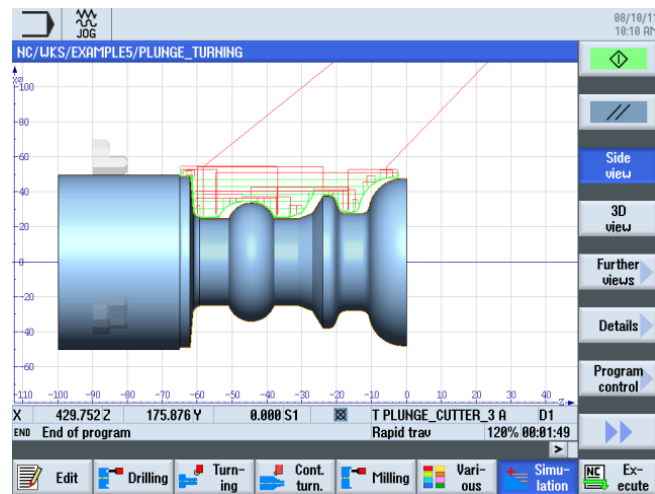 JOG
08/10/1
10:10 AM
NC/WKS/EXAMPLE5/PLUNGE_TURNING
100
80
60
40
20
0
-20
-40
-60
-110 -100 -90 -80 -70 -60 -50 -40 -30 -20 -10 0 10 20 30 40 Z
Side
view
3D
view
Further
views
Details
Program
control
X 429.752 Z 175.876 Y 0.000 S1 T PLUNGE_CUTTER_3 A D1
END End of program Rapid trav 120% 00:01:49
>
Edit Drilling Turn-
ing Cont.
turn. Milling Vari-
ous Simu-
lation NC Ex-
ecute